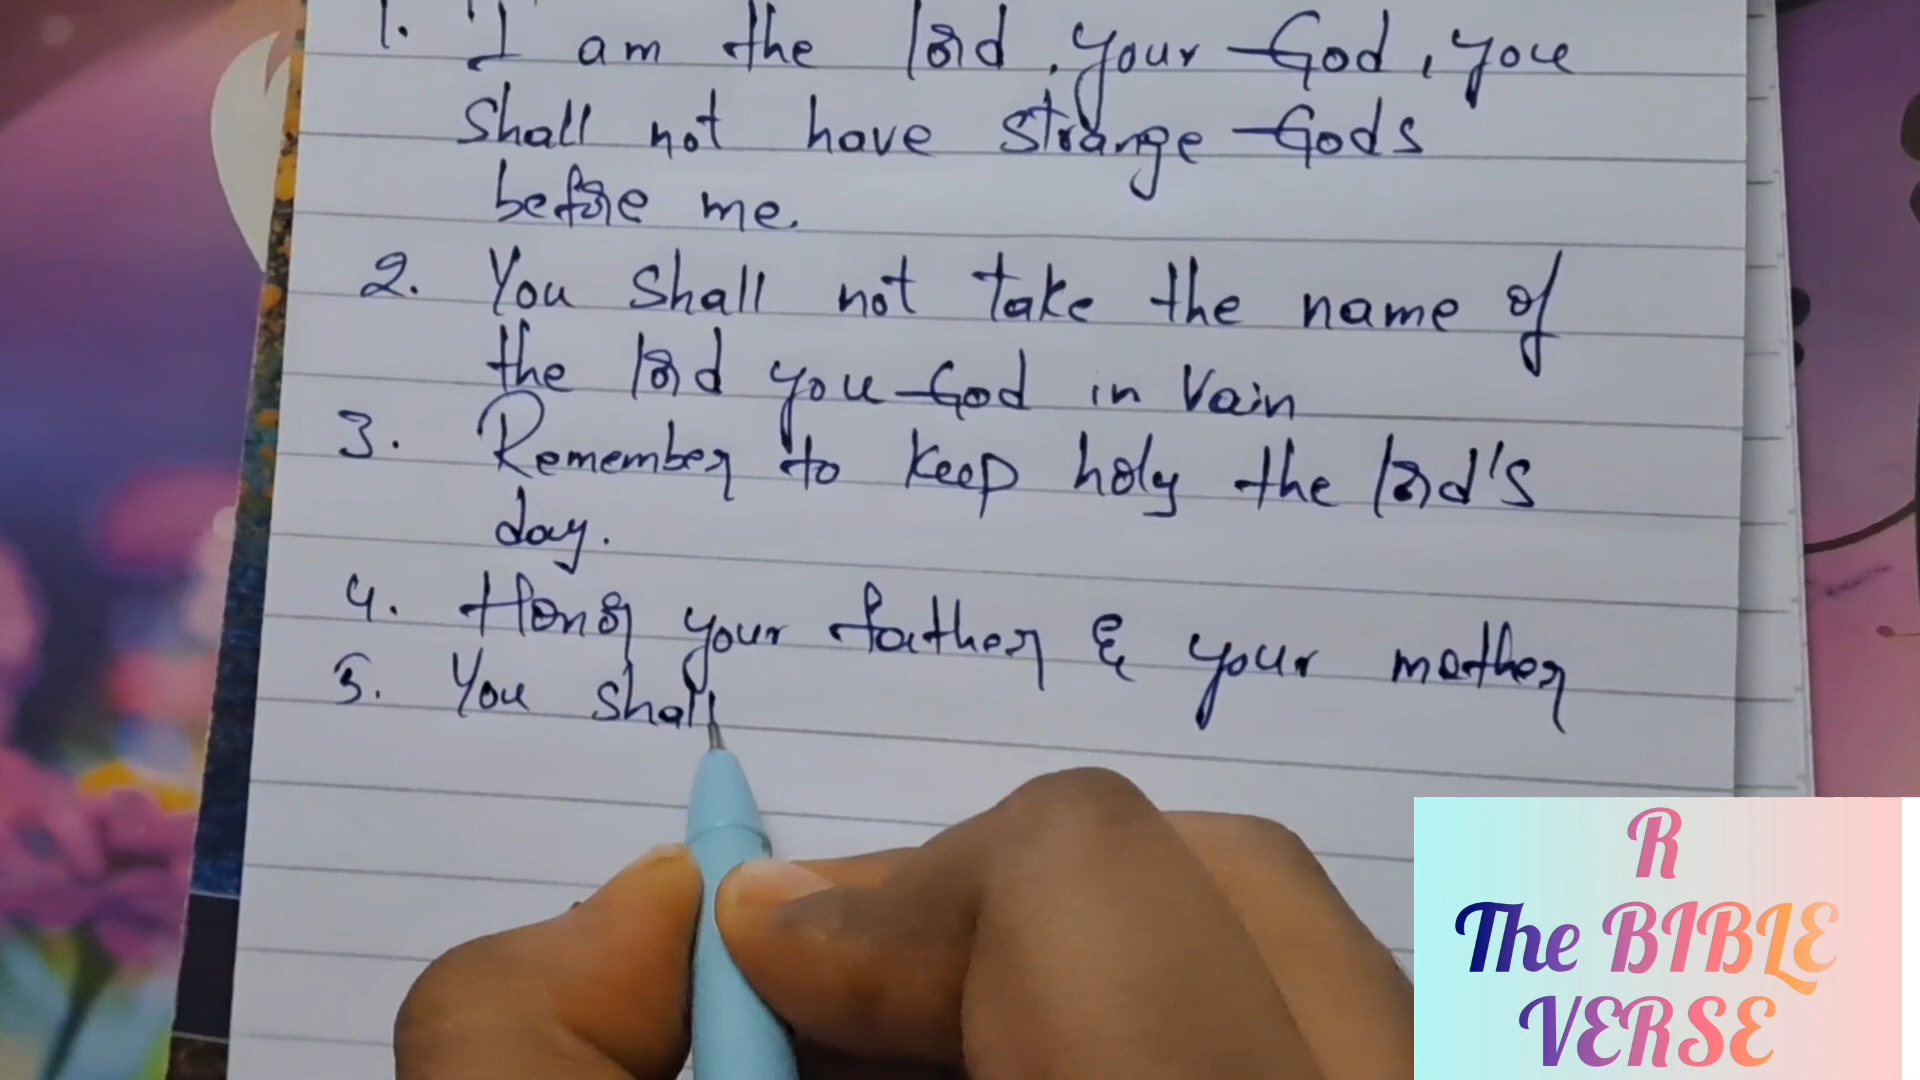 1. "I am the lord, your God, you
shall not have strange Gods
before me.
2. You shall not take the name of
the lord you God in vain
3. Remember to keep holy the lord's
day.
4. Honor your father & your mother
5. You shall
R
The BIBLE
VERSE